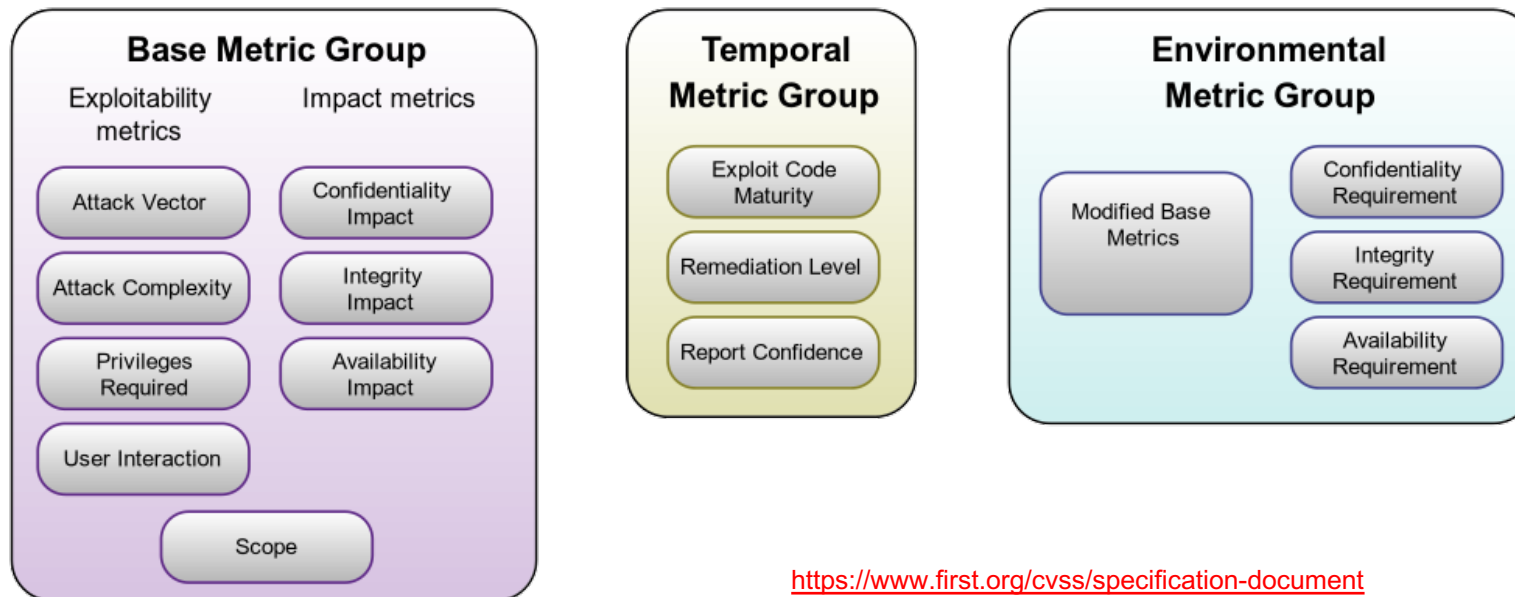 Base Metric Group
Exploitability
metrics
Impact metrics
Attack Vector
Confidentiality
Impact
Attack Complexity
Integrity
Impact
Privileges
Required
Availability
Impact
User Interaction
Scope
Temporal
Metric Group
Exploit Code
Maturity
Remediation Level
Report Confidence
Environmental
Metric Group
Modified Base
Metrics
Confidentiality
Requirement
Integrity
Requirement
Availability
Requirement
https://www.first.org/cvss/specification-document